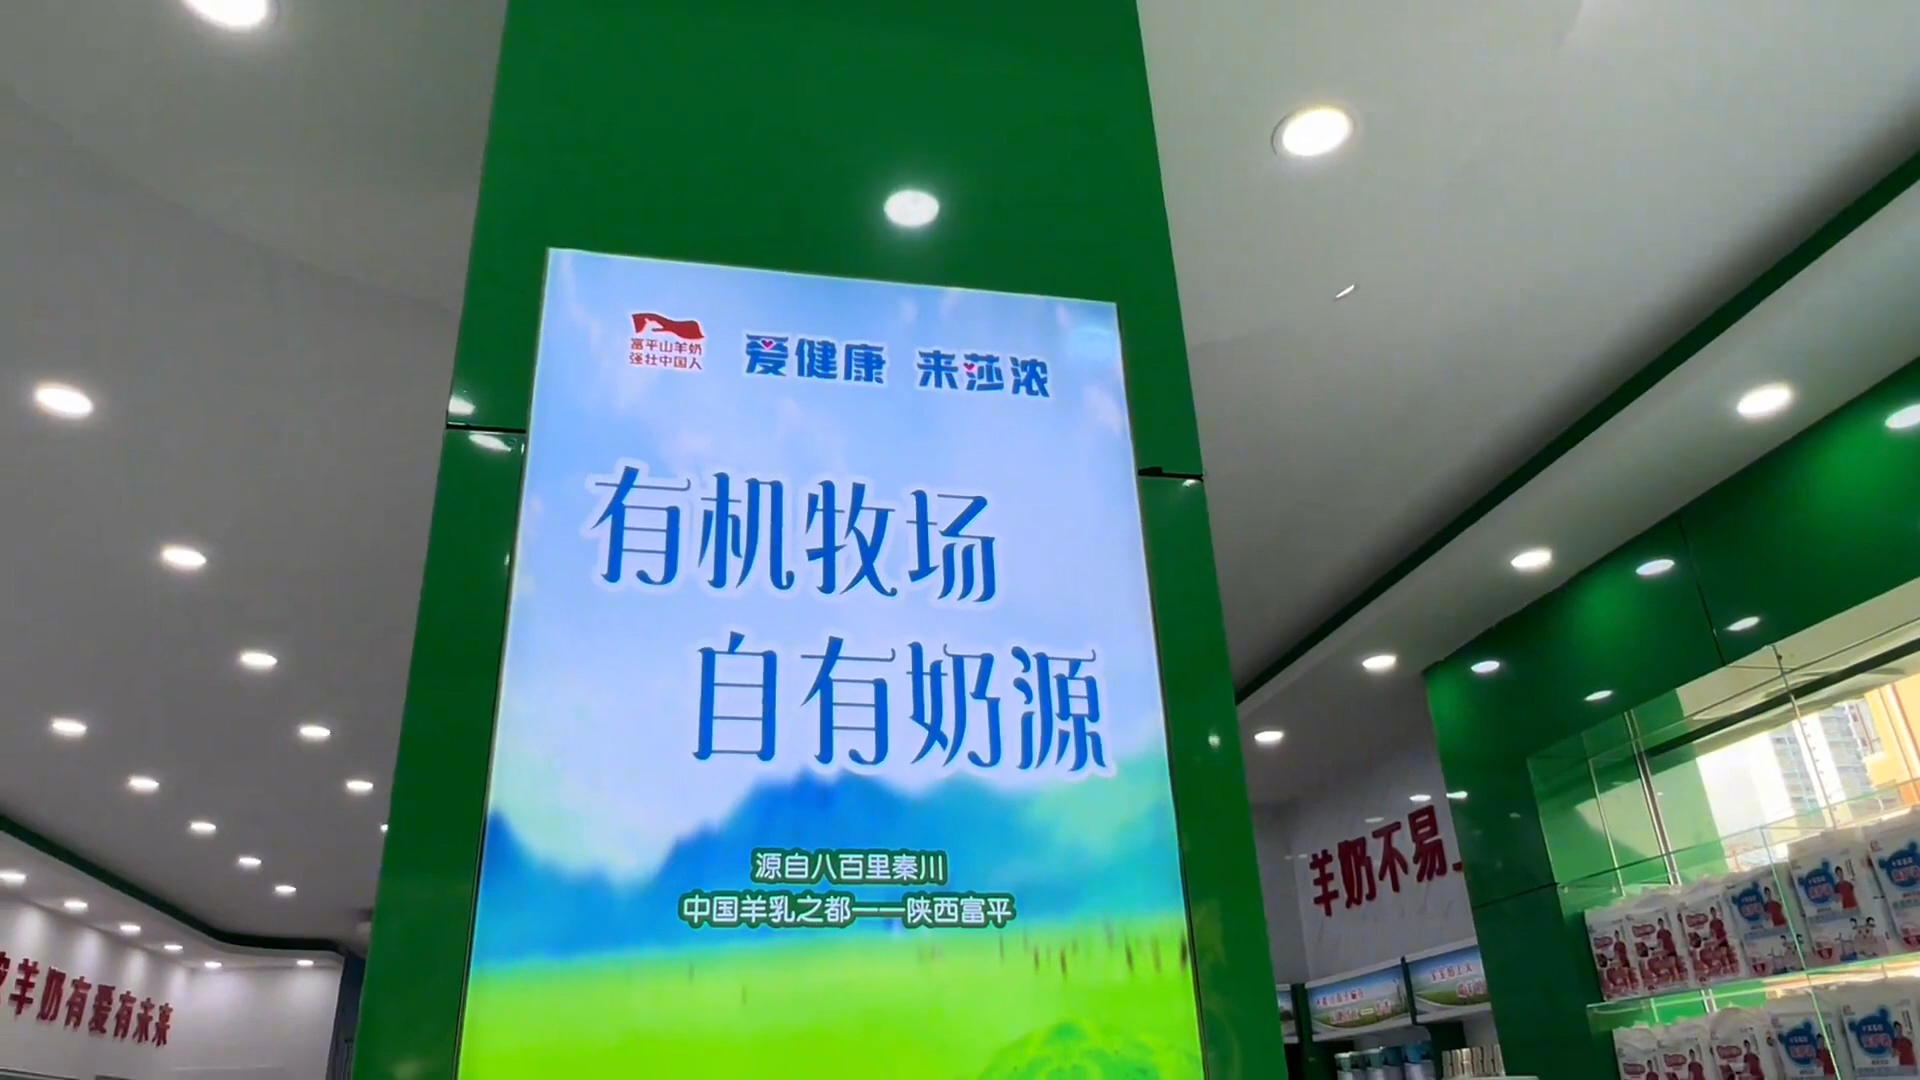 富平山羊奶
强壮中国人
爱健康 来莎浓
有机牧场
自有奶源
源自八百里秦川
中国羊乳之都——陕西富平
羊奶不易
羊奶有爱有未来